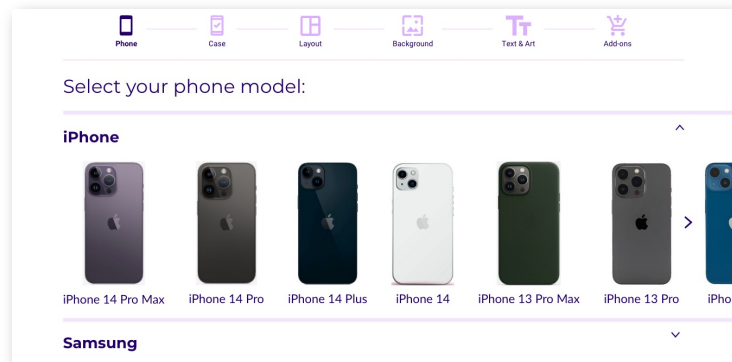 Phone Case Layout Background Text & Art Add-ons
Select your phone model:
iPhone
iPhone 14 Pro Max iPhone 14 Pro iPhone 14 Plus iPhone 14 iPhone 13 Pro Max iPhone 13 Pro iPho
Samsung